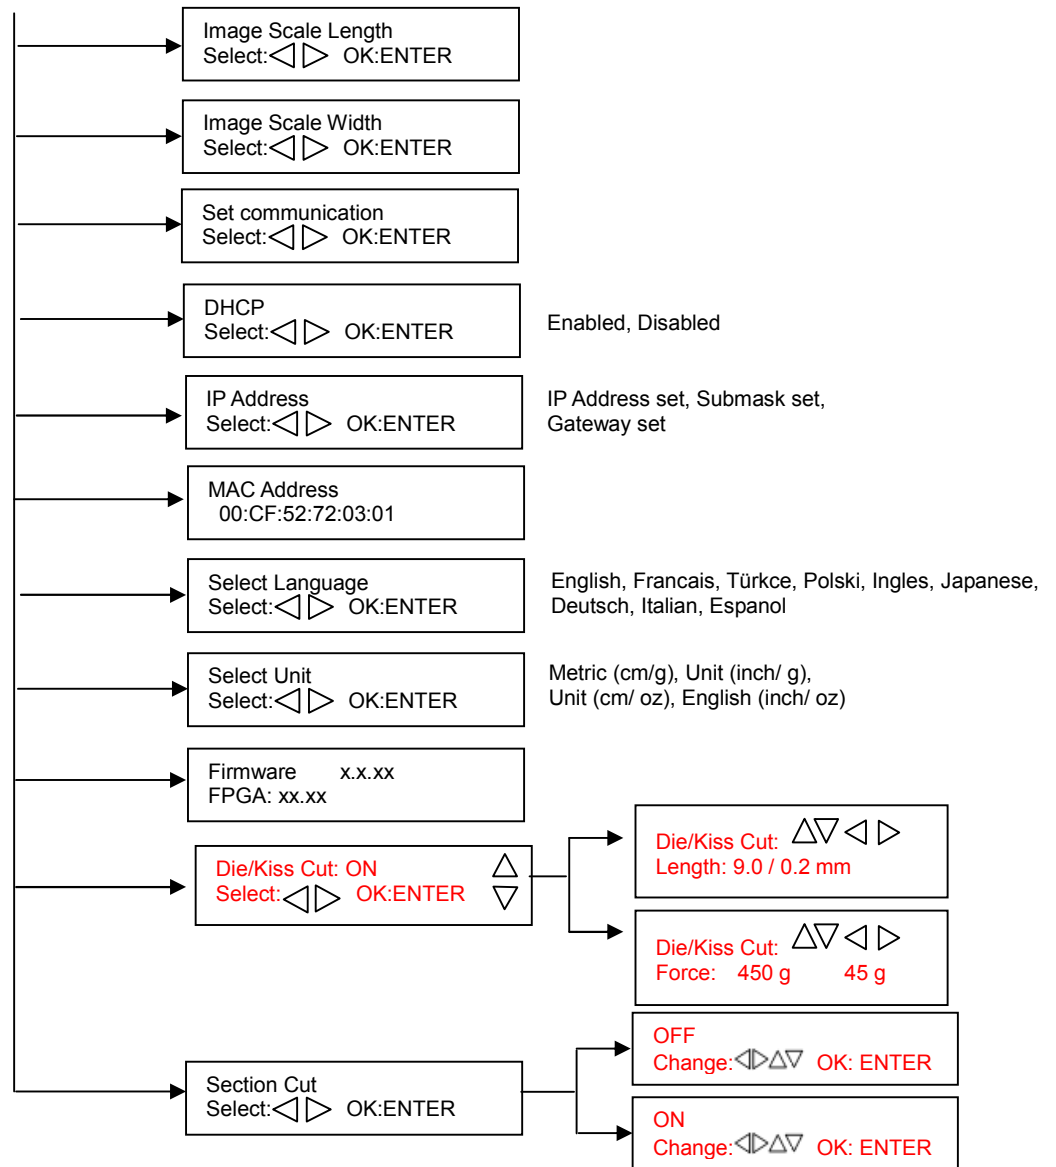 Image Scale Length
Select:◁ ▷ OK:ENTER
Image Scale Width
Select:◁ ▷ OK:ENTER
Set communication
Select:◁ ▷ OK:ENTER
DHCP
Select:◁ ▷ OK:ENTER
Enabled, Disabled
IP Address
Select:◁ ▷ OK:ENTER
IP Address set, Submask set,
Gateway set
MAC Address
00:CF:52:72:03:01
Select Language
Select:◁ ▷ OK:ENTER
English, Francais, Türkce, Polski, Ingles, Japanese,
Deutsch, Italian, Espanol
Select Unit
Select:◁ ▷ OK:ENTER
Metric (cm/g), Unit (inch/ g),
Unit (cm/ oz), English (inch/ oz)
Firmware x.x.xx
FPGA: xx.xx
Die/Kiss Cut: ON △
Select:◁ ▷ OK:ENTER ▽
Die/Kiss Cut: △▽ ◁ ▷
Length: 9.0 / 0.2 mm
Die/Kiss Cut: △▽ ◁ ▷
Force: 450 g 45 g
Section Cut
Select:◁ ▷ OK:ENTER
OFF
Change:◁▷△▽ OK: ENTER
ON
Change:◁▷△▽ OK: ENTER